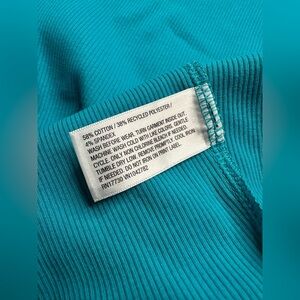 58% COTTON / 38% RECYCLED POLYESTER /
4% SPANDEX
WASH BEFORE WEAR. TURN GARMENT INSIDE OUT.
MACHINE WASH COLD WITH LIKE COLORS. GENTLE
CYCLE. ONLY NON CHLORINE BLEACH IF NEEDED.
TUMBLE DRY LOW. REMOVE PROMPTLY. COOL IRON
IF NEEDED. DO NOT IRON ON PRINT LABEL.
RN17730 VN1042782